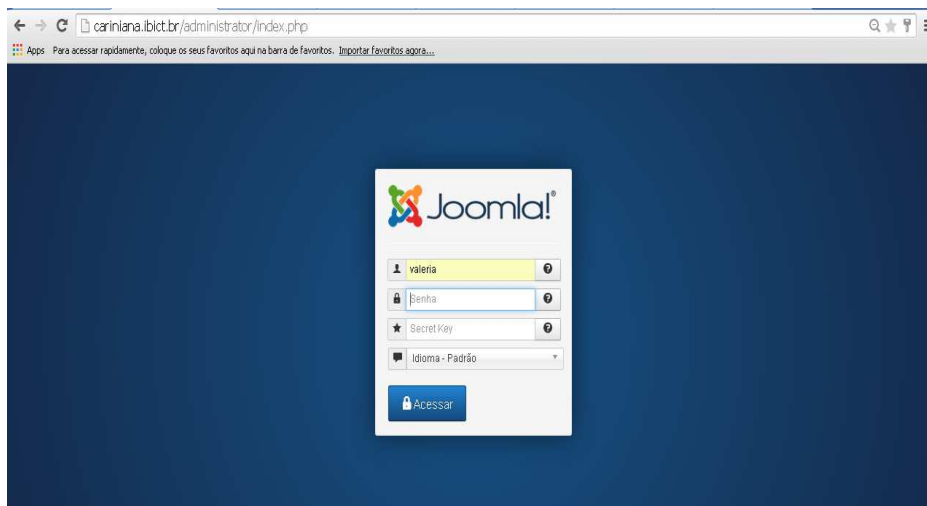 cariniana.ibict.br/administrator/index.php
Apps Para acessar rapidamente, coloque os seus favoritos aqui na barra de favoritos. Importar favoritos agora...
Joomla!®
valeria
Senha
Secret Key
Idioma - Padrão
Acessar